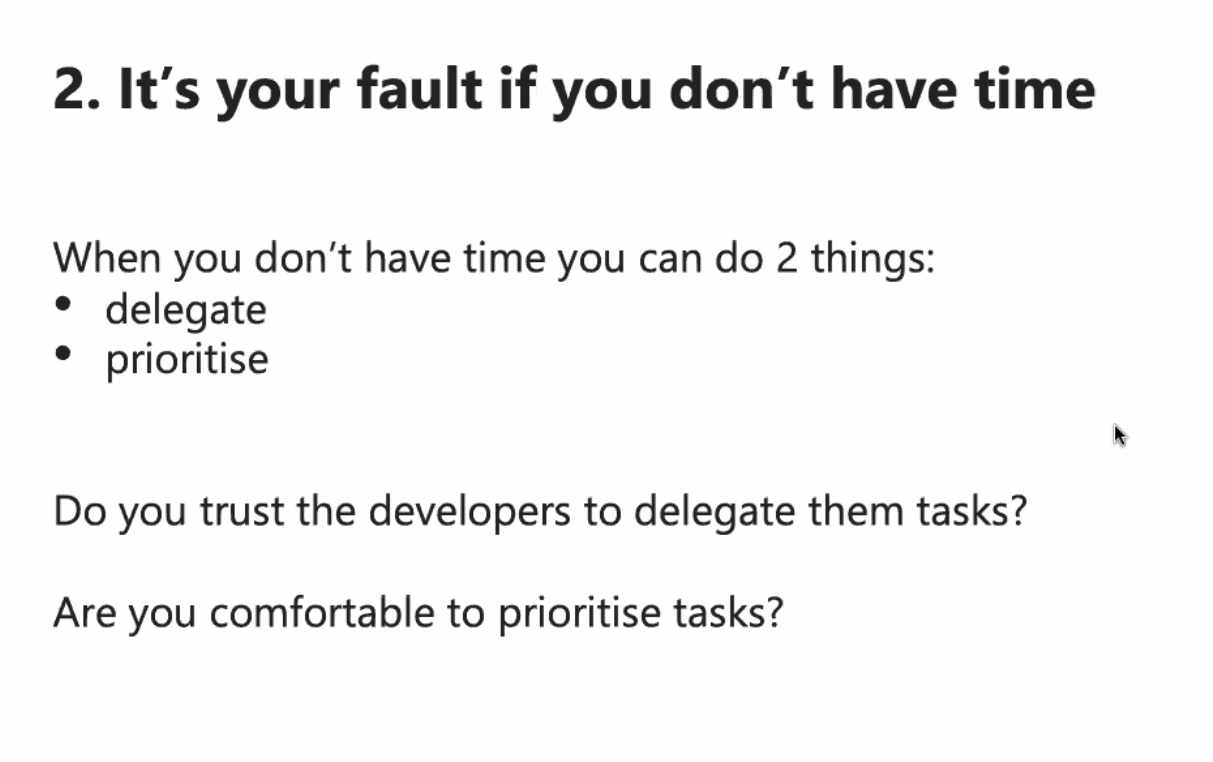 2. It’s your fault if you don’t have time
When you don’t have time you can do 2 things:
• delegate
• prioritise
Do you trust the developers to delegate them tasks?
Are you comfortable to prioritise tasks?